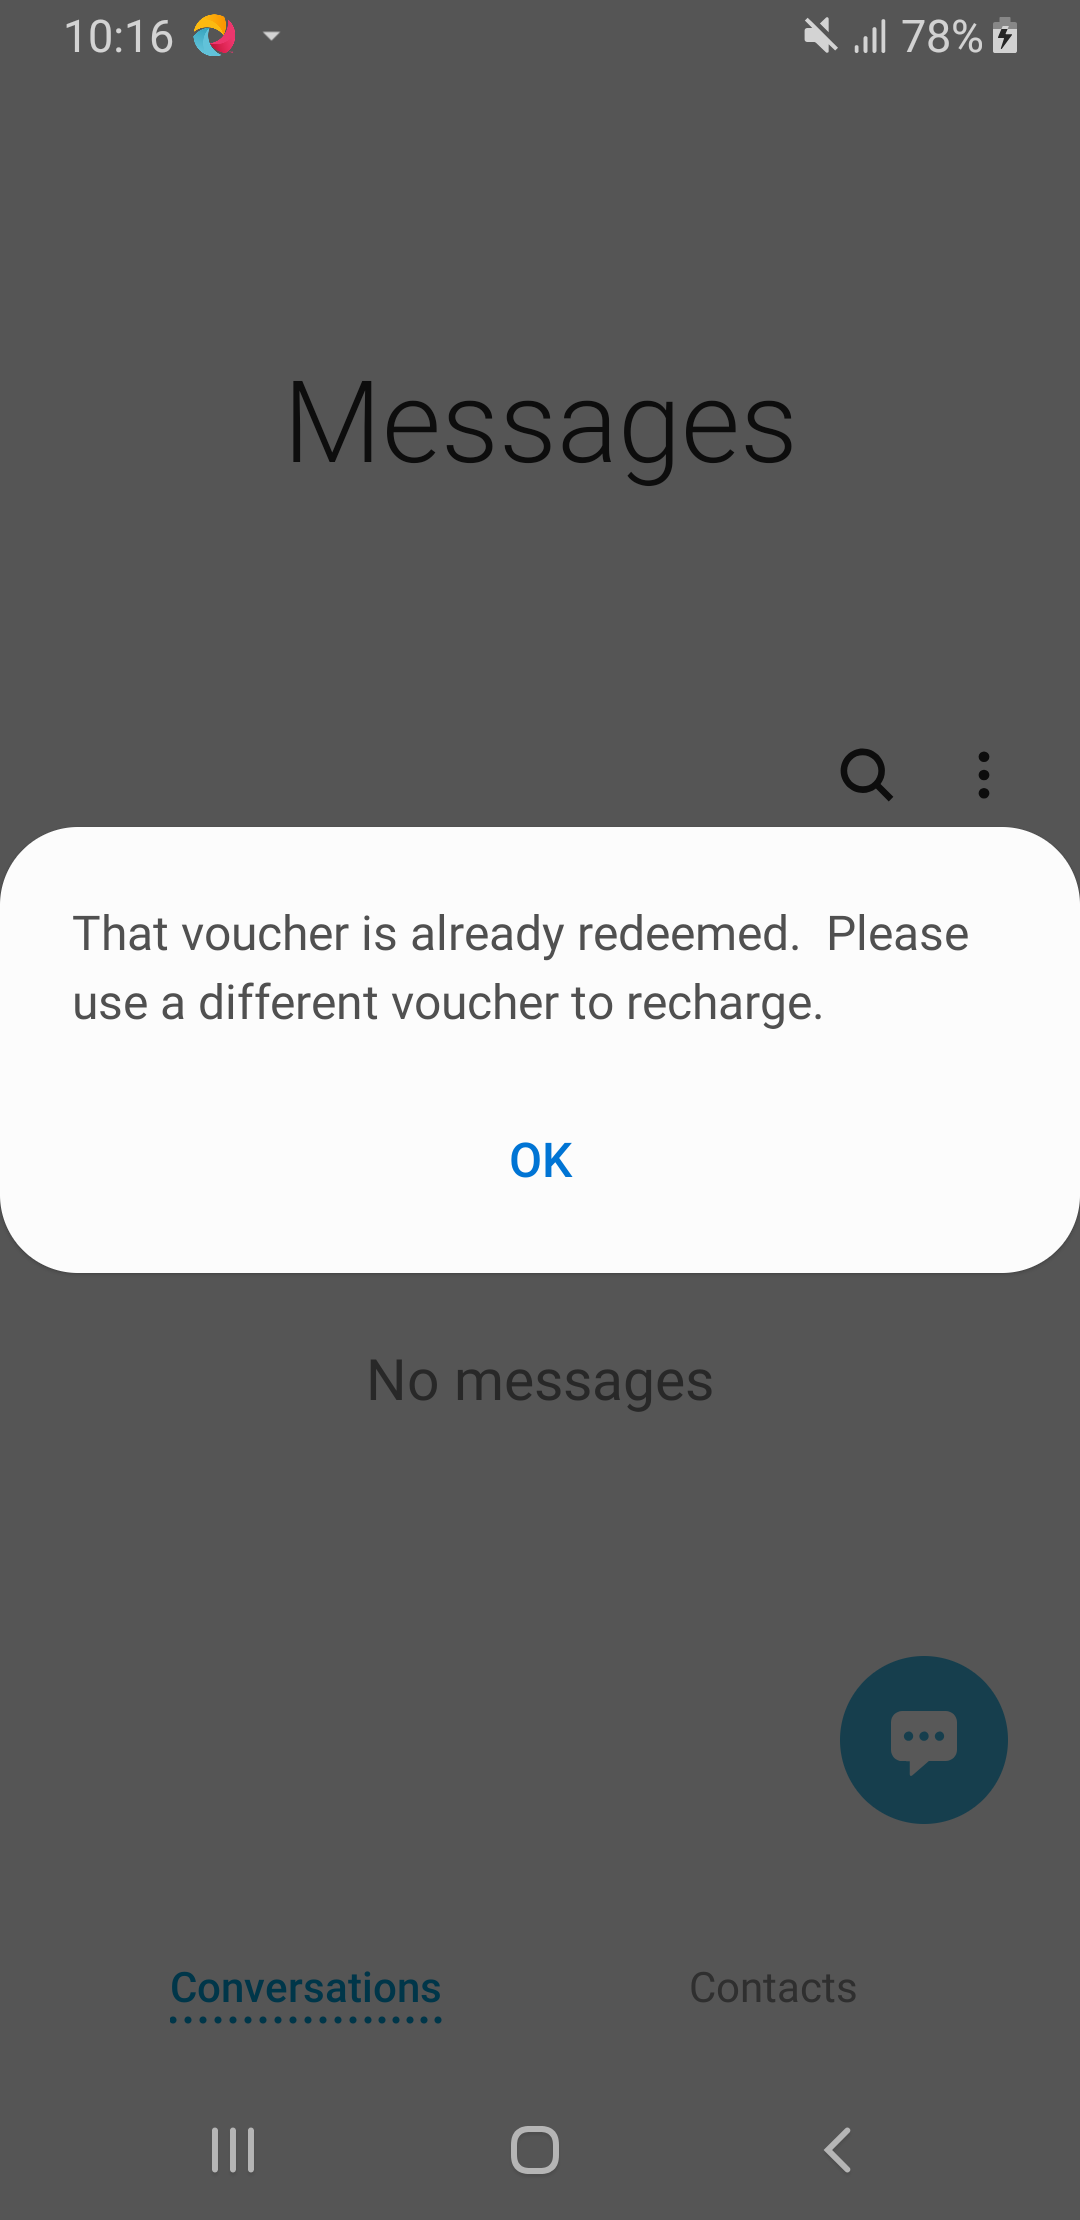 10:16
78%
Messages
That voucher is already redeemed.  Please
use a different voucher to recharge.
OK
No messages
Conversations
Contacts